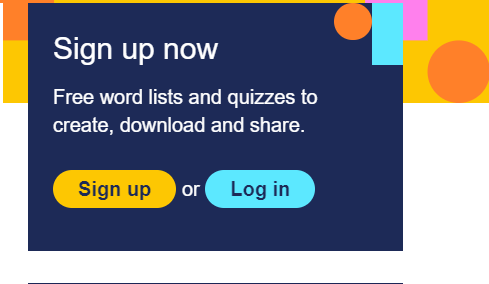 Sign up now
Free word lists and quizzes to
create, download and share.
Sign up or Log in